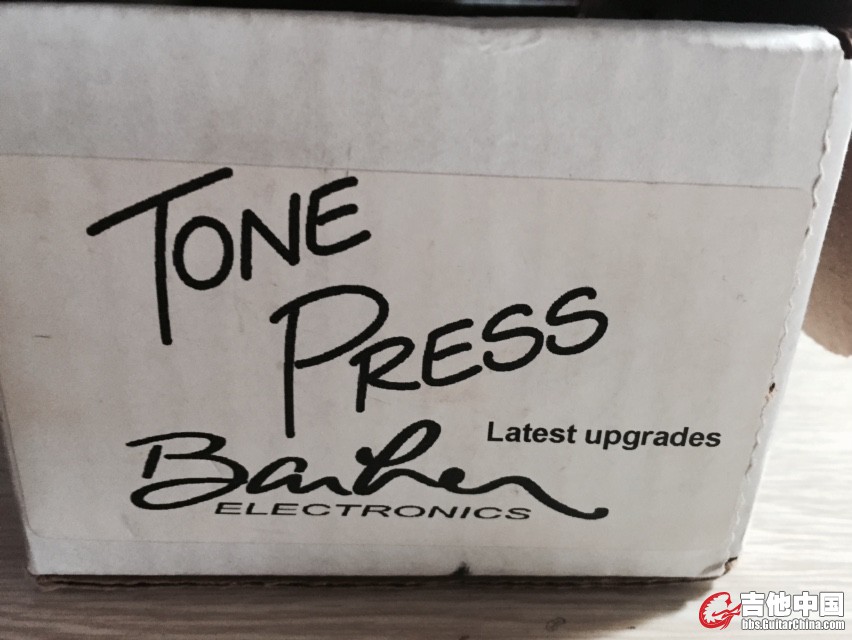 TONE
PRESS
Latest upgrades
Barber
ELECTRONICS
吉他中国
bbs.GuitarChina.com